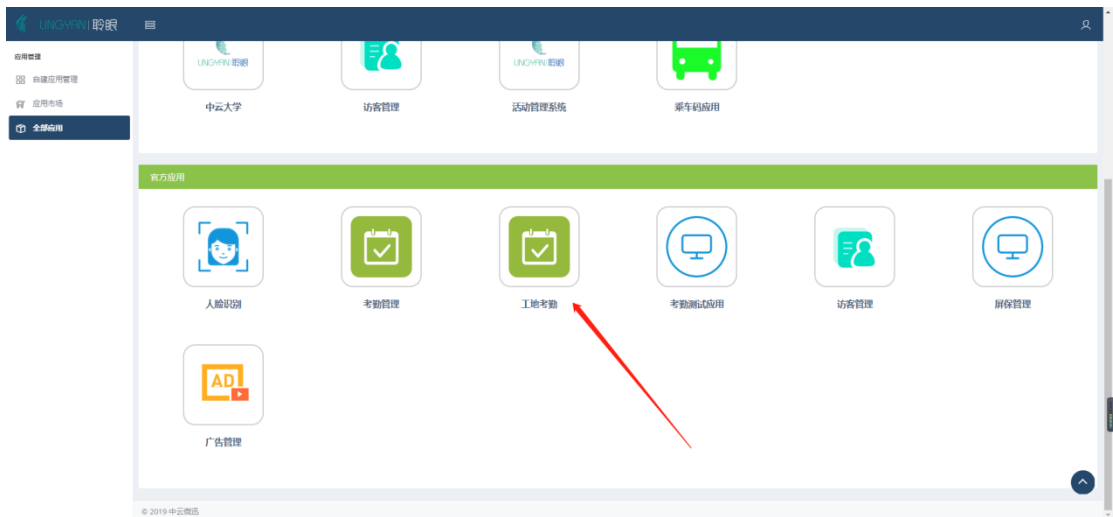 LINGYAN 聆眼
应用管理
自建应用管理
应用市场
全部应用
LINGYAN 聆眼
LINGYAN 聆眼
中云大学
访客管理
活动管理系统
乘车码应用
官方应用
人脸识别
考勤管理
工地考勤
考勤测试应用
访客管理
屏保管理
AD
广告管理
© 2019 中云微迅